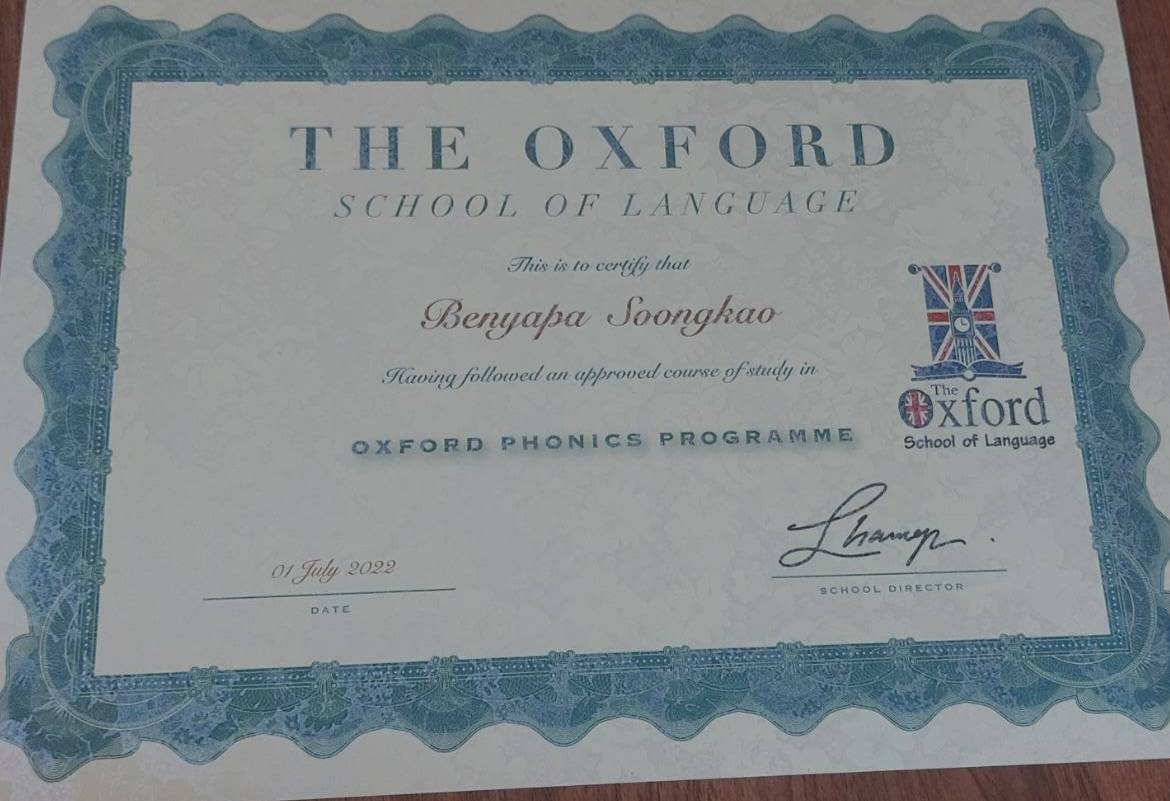 THE OXFORD
SCHOOL OF LANGUAGE
This is to certify that
Benyapa Soongkao
Having followed an approved course of study in
OXFORD PHONICS PROGRAMME
The
Oxford
School of Language
01 July 2022
DATE
SCHOOL DIRECTOR